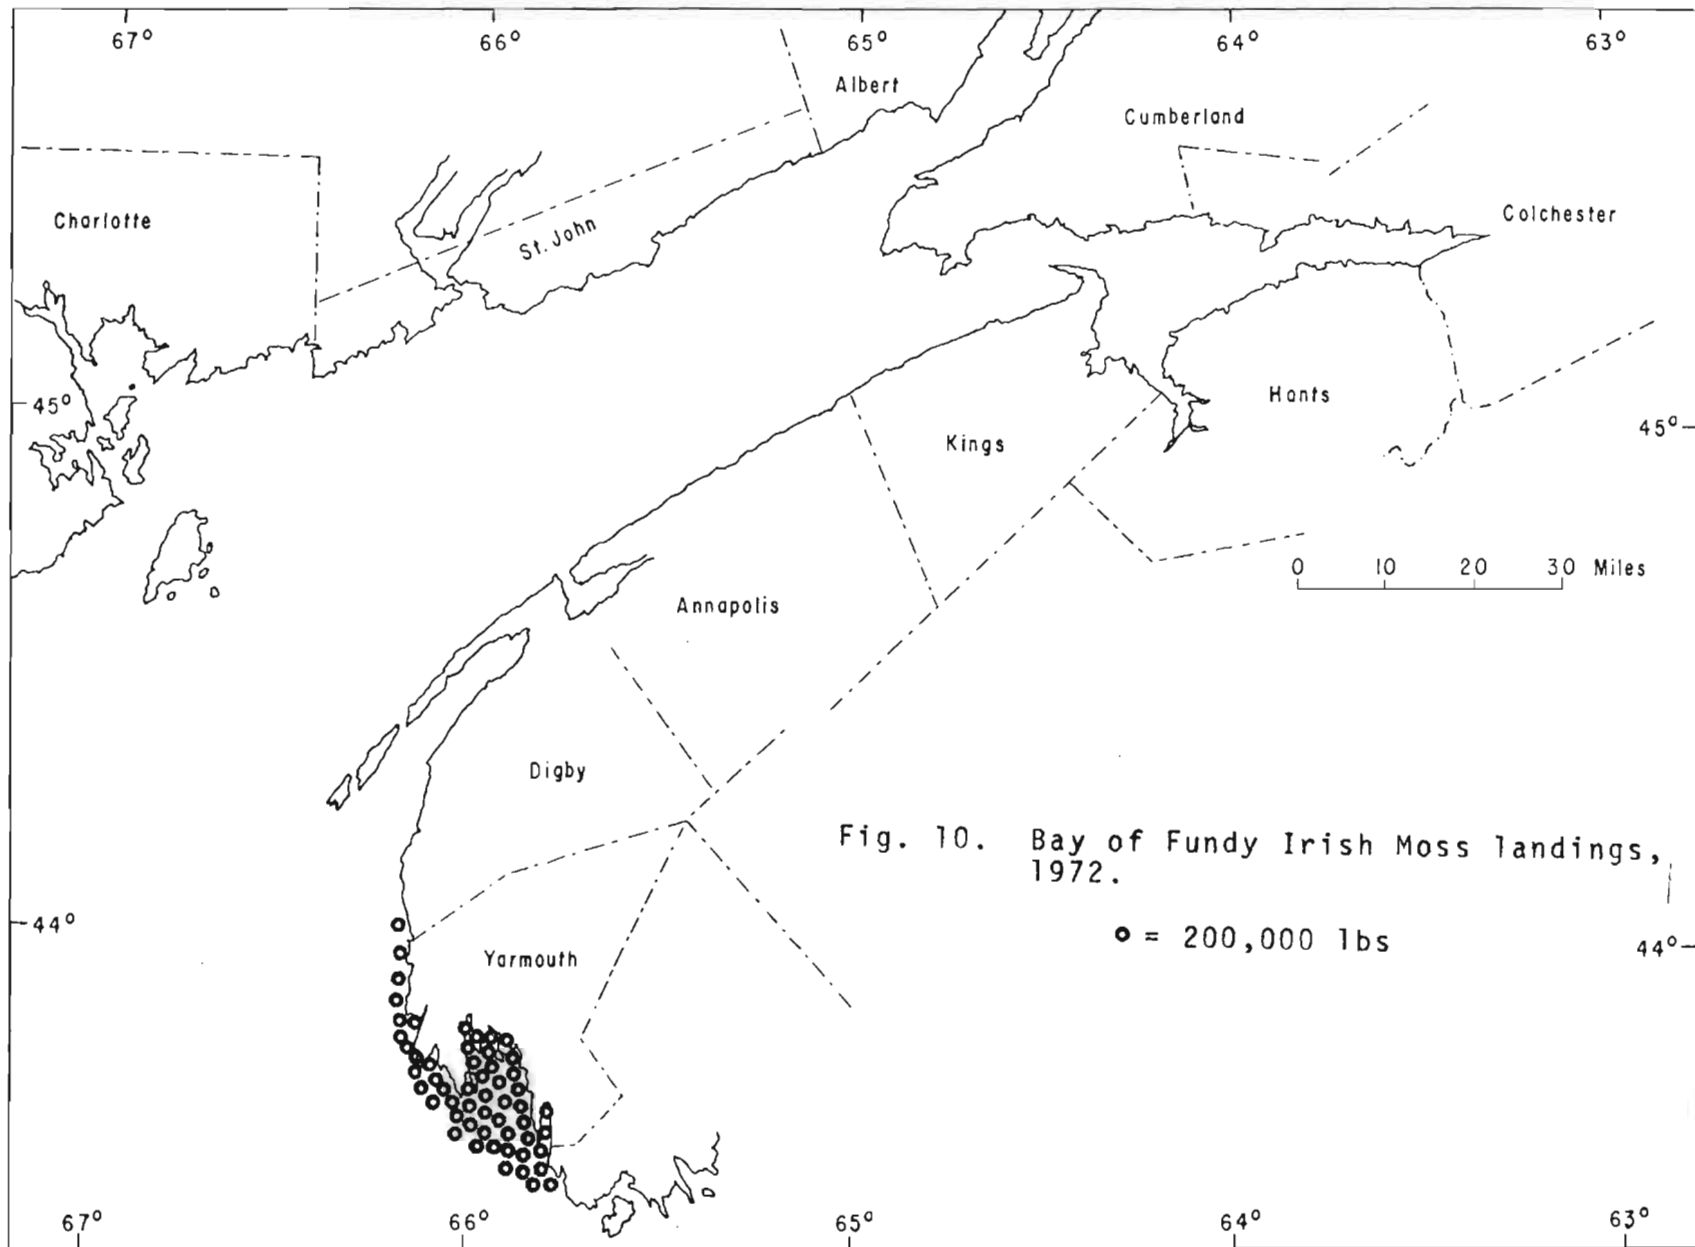 67° 66° 65° 64° 63°
Albert
Cumberland
Charlotte
St. John
Colchester
45°
Hants
45°
Kings
0 10 20 30 Miles
Annapolis
Digby
Fig. 10. Bay of Fundy Irish Moss landings,
1972.
44°
= 200,000 lbs
44°
Yarmouth
67° 66° 65° 64° 63°